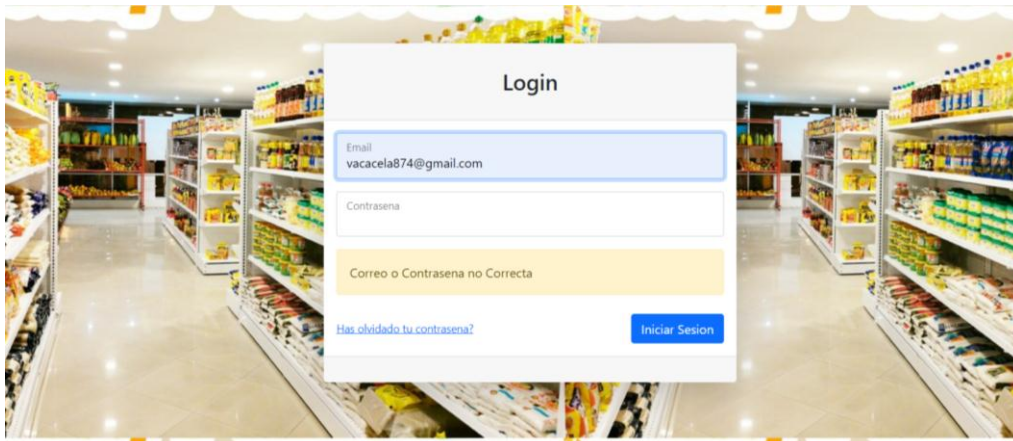 Login
Email
vacacela874@gmail.com
Contrasena
Correo o Contrasena no Correcta
Has olvidado tu contrasena?
Iniciar Sesion